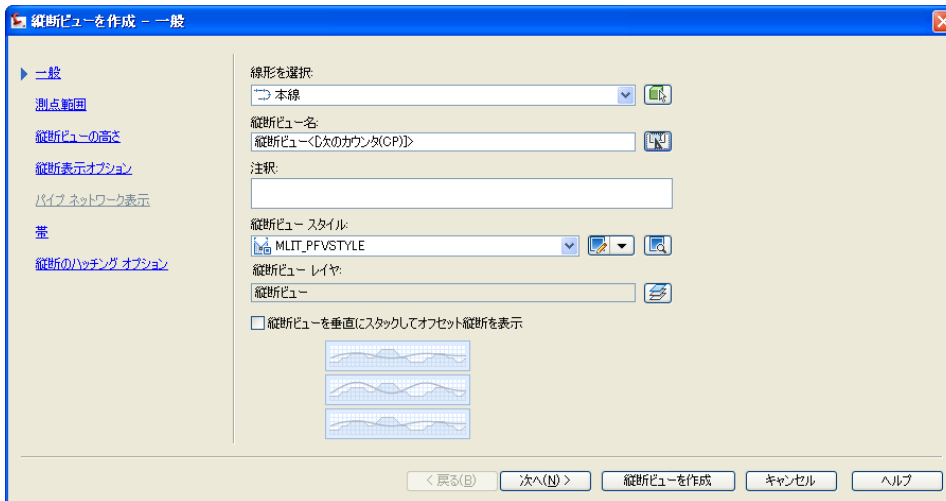 縦断ビューを作成 - 一般
一般
測点範囲
縦断ビューの高さ
縦断表示オプション
パイプ ネットワーク表示
帯
縦断のハッチング オプション
線形を選択:
本線
縦断ビュー名:
縦断ビュー<[次のカウンタ(CP)]>
注釈:
縦断ビュー スタイル:
MLIT_PFVSTYLE
縦断ビュー レイヤ:
縦断ビュー
縦断ビューを垂直にスタックしてオフセット縦断を表示
< 戻る(B)
次へ(N) >
縦断ビューを作成
キャンセル
ヘルプ